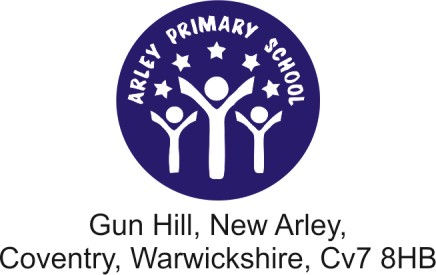 ARLEY PRIMARY SCHOOL
Gun Hill, New Arley,
Coventry, Warwickshire, Cv7 8HB